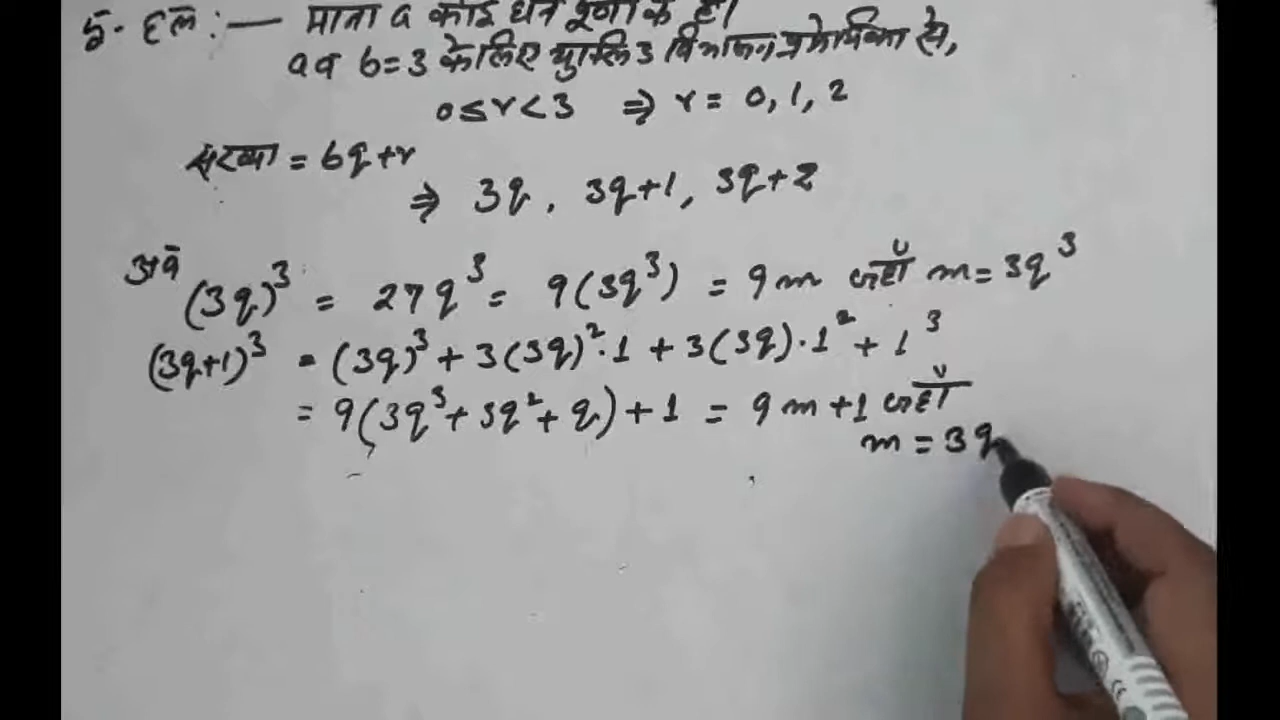 5. हल :— माना a कोई धन पूर्णांक है।
a व b=3 के लिए युक्लिड विभाजन प्रमेयिका से,
0≤r<3 ⇒ r = 0, 1, 2
संख्या = bq+r
⇒ 3q, 3q+1, 3q+2
अब
(3q)³ = 27q³ = 9(3q³) = 9m जहाँ m=3q³
(3q+1)³ = (3q)³ + 3(3q)²·1 + 3(3q)·1² + 1³
= 9(3q³+3q²+q)+1 = 9m+1 जहाँ
m = 3q